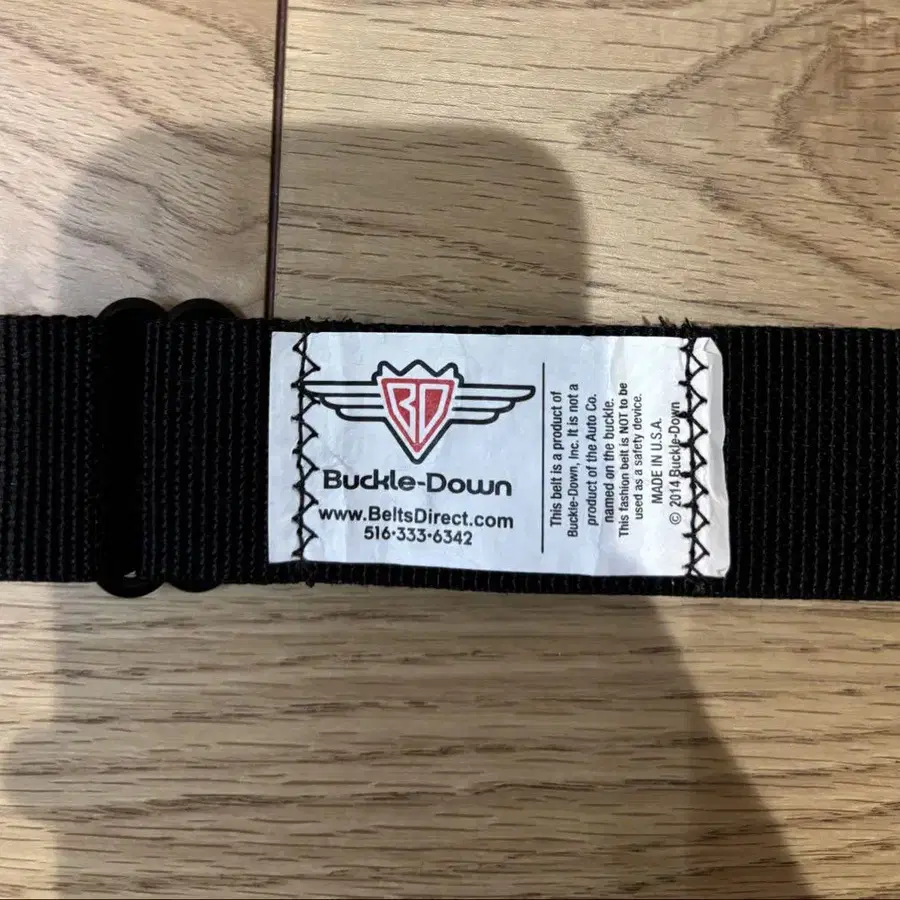 BD
Buckle-Down
www.BeltsDirect.com
516·333·6342
This belt is a product of
Buckle-Down, Inc. It is not a
product of the Auto Co.
named on the buckle.
This fashion belt is NOT to be
used as a safety device.
MADE IN U.S.A.
© 2014 Buckle-Down